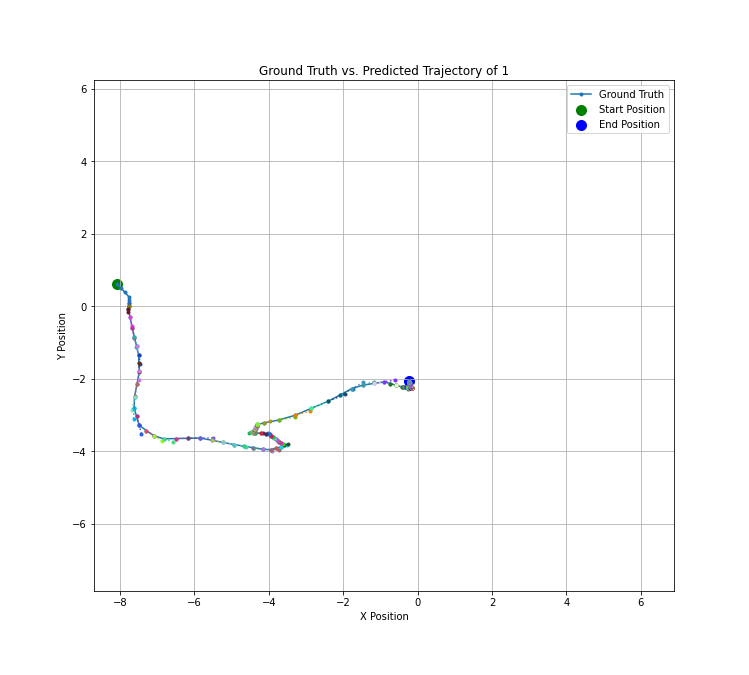 Ground Truth vs. Predicted Trajectory of 1
Ground Truth
Start Position
End Position
6
4
2
0
−2
−4
−6
Y Position
−8
−6
−4
−2
0
2
4
6
X Position